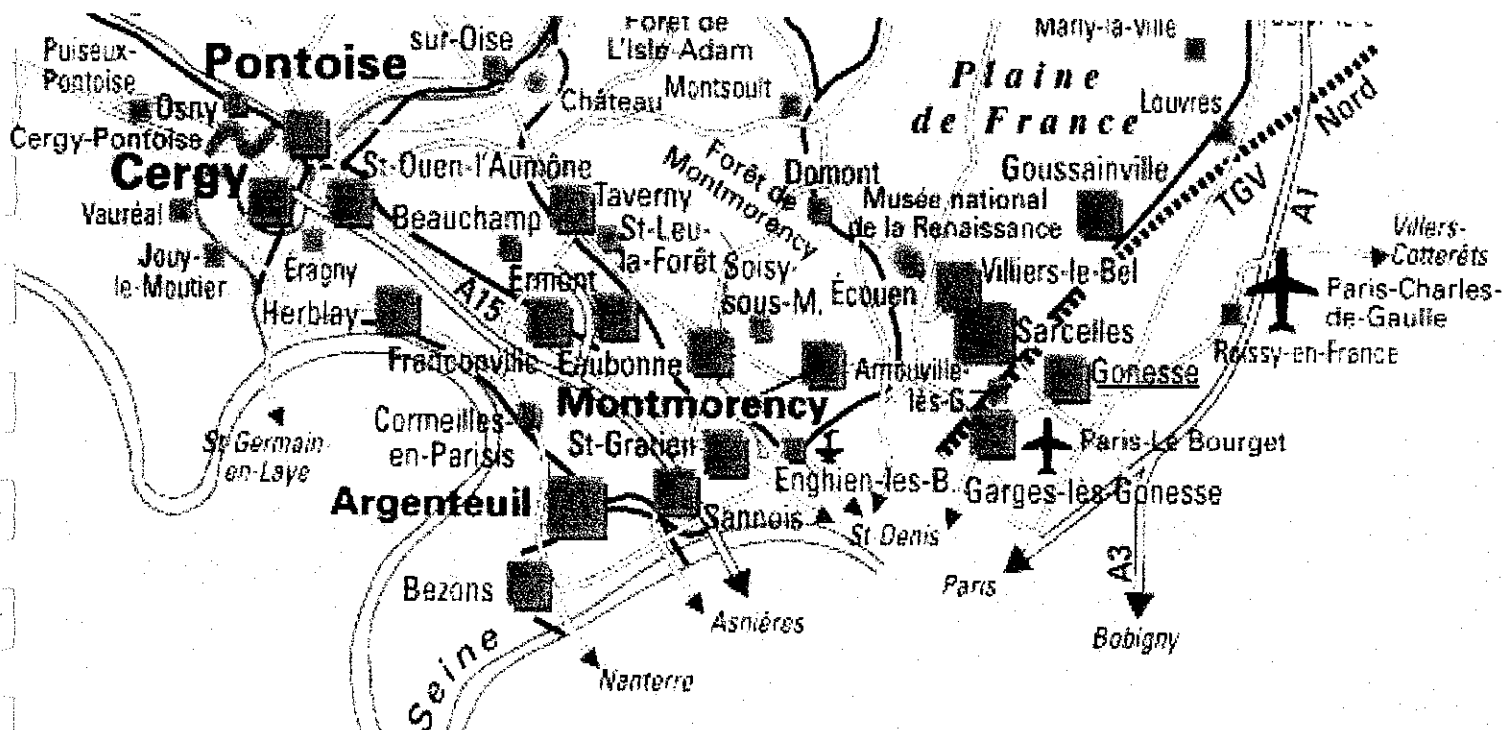 Forêt de
L'Isle-Adam
Marly-la-Ville
sur-Oise
Puiseux-
Pontoise
Pontoise
Plaine
de France
Château
Montsoult
Louvres
Osny
Cergy-Pontoise
Nord
TGV
A1
Cergy
St-Ouen-l'Aumône
Forêt de
Montmorency
Domont
Goussainville
Musée national
de la Renaissance
Taverny
Vauréal
Beauchamp
St-Leu-
la-Forêt
Villers-
Cotterêts
Jouy-
le-Moutier
Éragny
Ermont
Soisy-
sous-M.
Écouen
Villiers-le-Bel
Paris-Charles-
de-Gaulle
A15
Herblay
Sarcelles
Roissy-en-France
Franconville
Eaubonne
Arnouville-
lès-G.
Gonesse
Montmorency
Cormeilles-
en-Parisis
St-Gratien
Paris-Le Bourget
St Germain-
en-Laye
Enghien-les-B.
Garges-lès-Gonesse
Argenteuil
Sannois
St Denis
A3
Bezons
Paris
Asnières
Bobigny
Seine
Nanterre